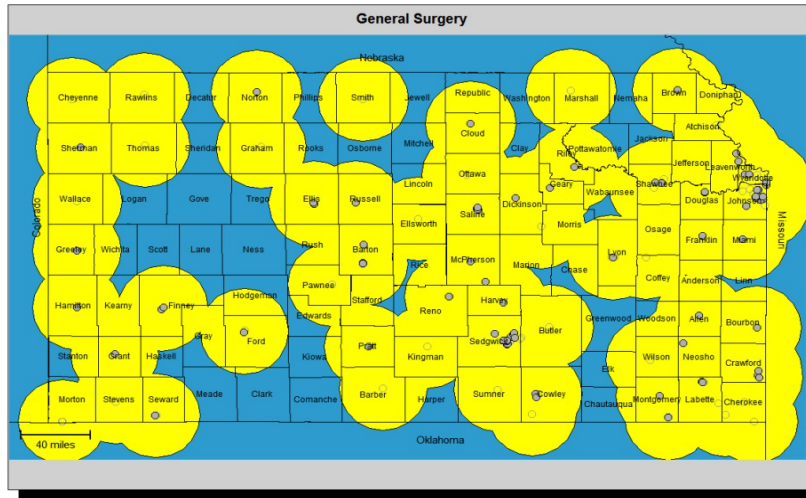 General Surgery
Nebraska
Cheyenne Rawlins Decatur Norton Phillips Smith Jewell Republic Washington Marshall Nemaha Brown Doniphan
Atchison
Sherman Thomas Sheridan Graham Rooks Osborne Mitchell Cloud Clay Riley Pottawatomie Jackson Jefferson Leavenworth
Wyandotte
Wallace Logan Gove Trego Ellis Russell Lincoln Ottawa Dickinson Geary Wabaunsee Shawnee Douglas Johnson
Colorado
Ellsworth Saline Morris Osage Franklin Miami
Missouri
Greeley Wichita Scott Lane Ness Rush Barton Rice McPherson Marion Chase Lyon Coffey Anderson Linn
Hamilton Kearny Finney Hodgeman Pawnee Stafford Reno Harvey Butler Greenwood Woodson Allen Bourbon
Gray Ford Edwards
Stanton Grant Haskell Kiowa Pratt Kingman Sedgwick Elk Wilson Neosho Crawford
Morton Stevens Seward Meade Clark Comanche Barber Harper Sumner Cowley Chautauqua Montgomery Labette Cherokee
40 miles
Oklahoma